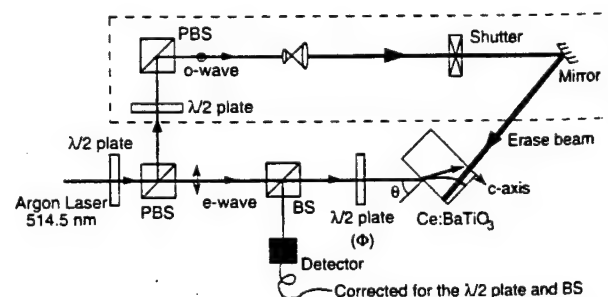 PBS
o-wave
Shutter
Mirror
λ/2 plate
Erase beam
λ/2 plate
Argon Laser
514.5 nm
PBS
e-wave
BS
λ/2 plate
(Φ)
θ
c-axis
Ce:BaTiO₃
Detector
Corrected for the λ/2 plate and BS